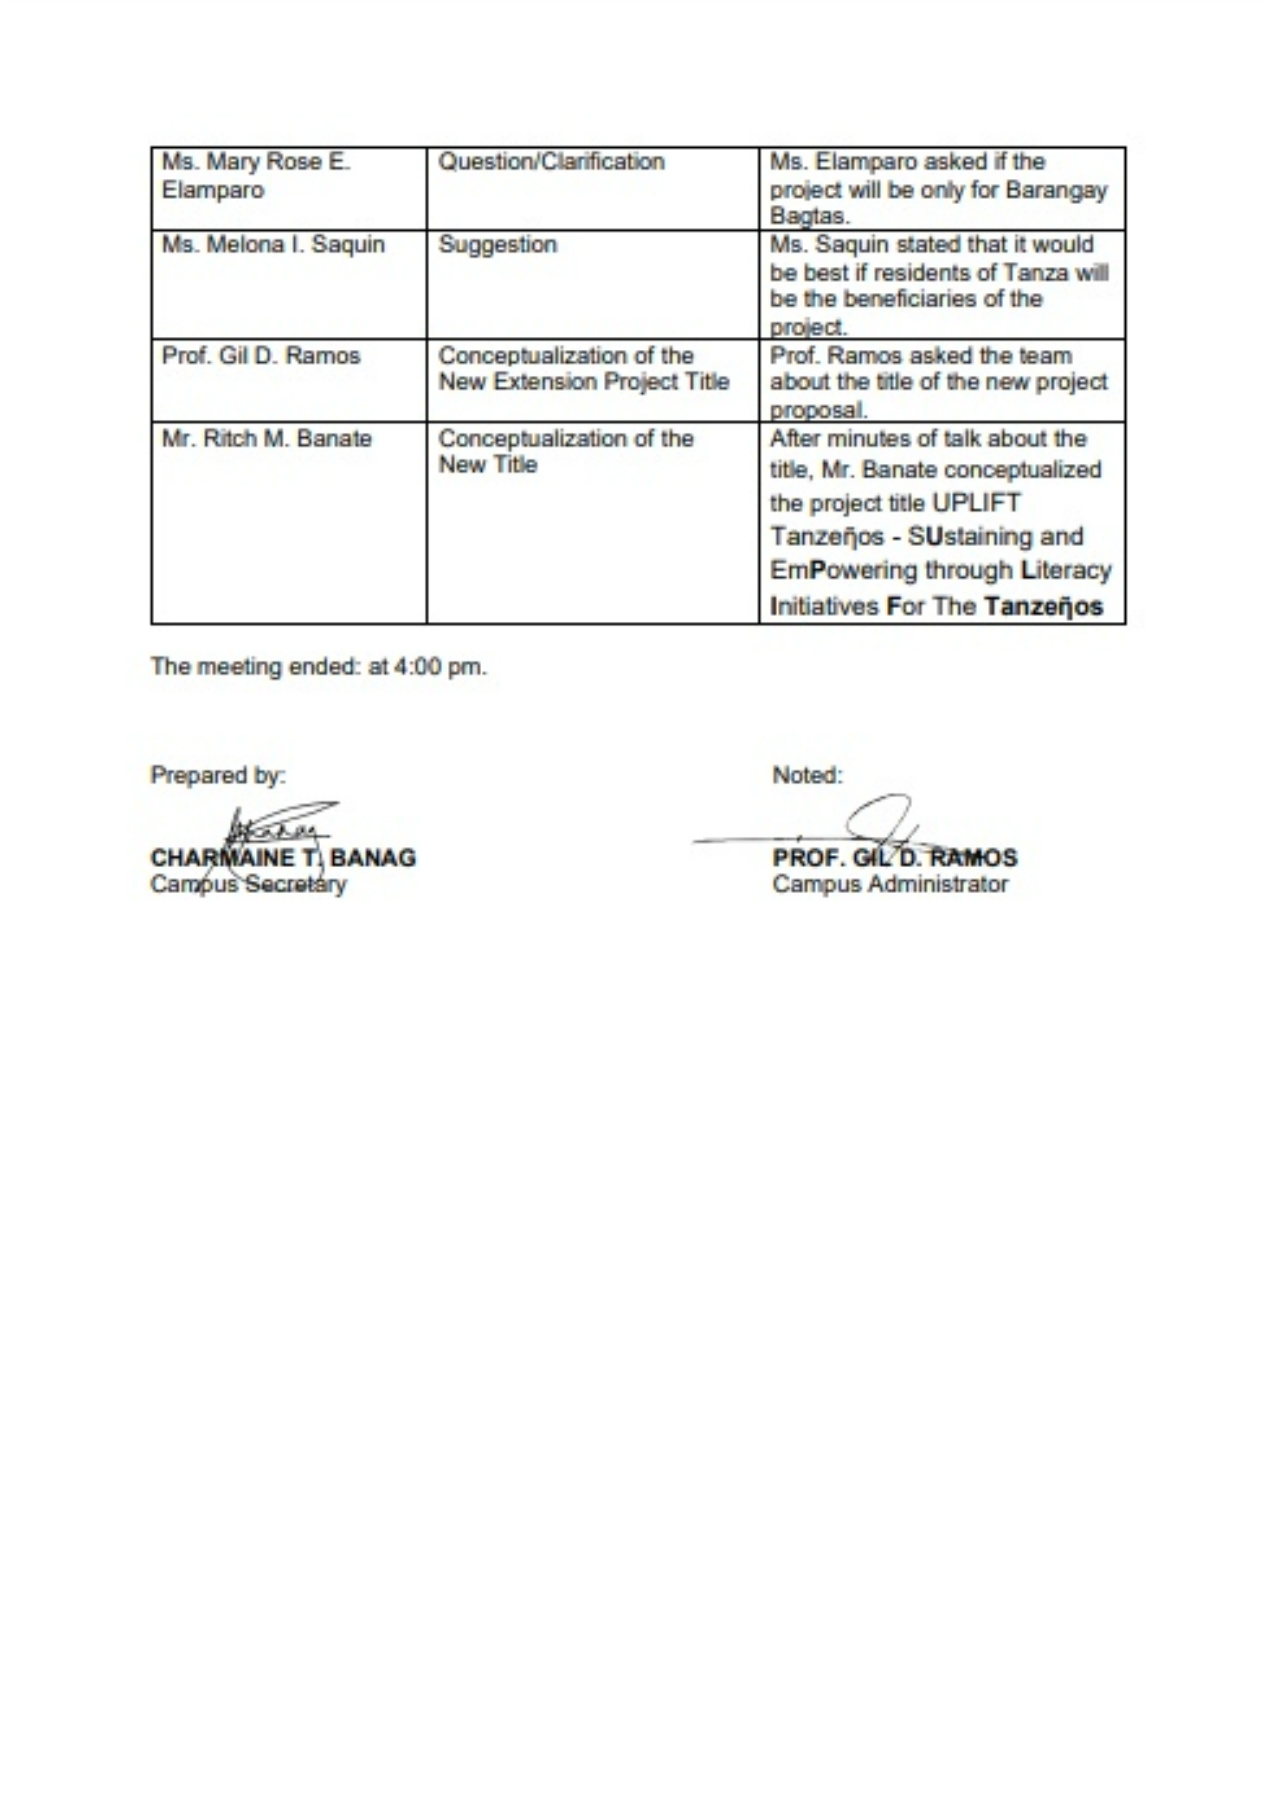 Ms. Mary Rose E.
Elamparo
Question/Clarification
Ms. Elamparo asked if the
project will be only for Barangay
Bagtas.
Ms. Melona I. Saquin
Suggestion
Ms. Saquin stated that it would
be best if residents of Tanza will
be the beneficiaries of the
project.
Prof. Gil D. Ramos
Conceptualization of the
New Extension Project Title
Prof. Ramos asked the team
about the title of the new project
proposal.
Mr. Ritch M. Banate
Conceptualization of the
New Title
After minutes of talk about the
title, Mr. Banate conceptualized
the project title UPLIFT
Tanzeῆos - SUstaining and
EmPowering through Literacy
Initiatives For The Tanzeῆos
The meeting ended: at 4:00 pm.
Prepared by:
CHARMAINE T. BANAG
Campus Secretary
Noted:
PROF. GIL D. RAMOS
Campus Administrator